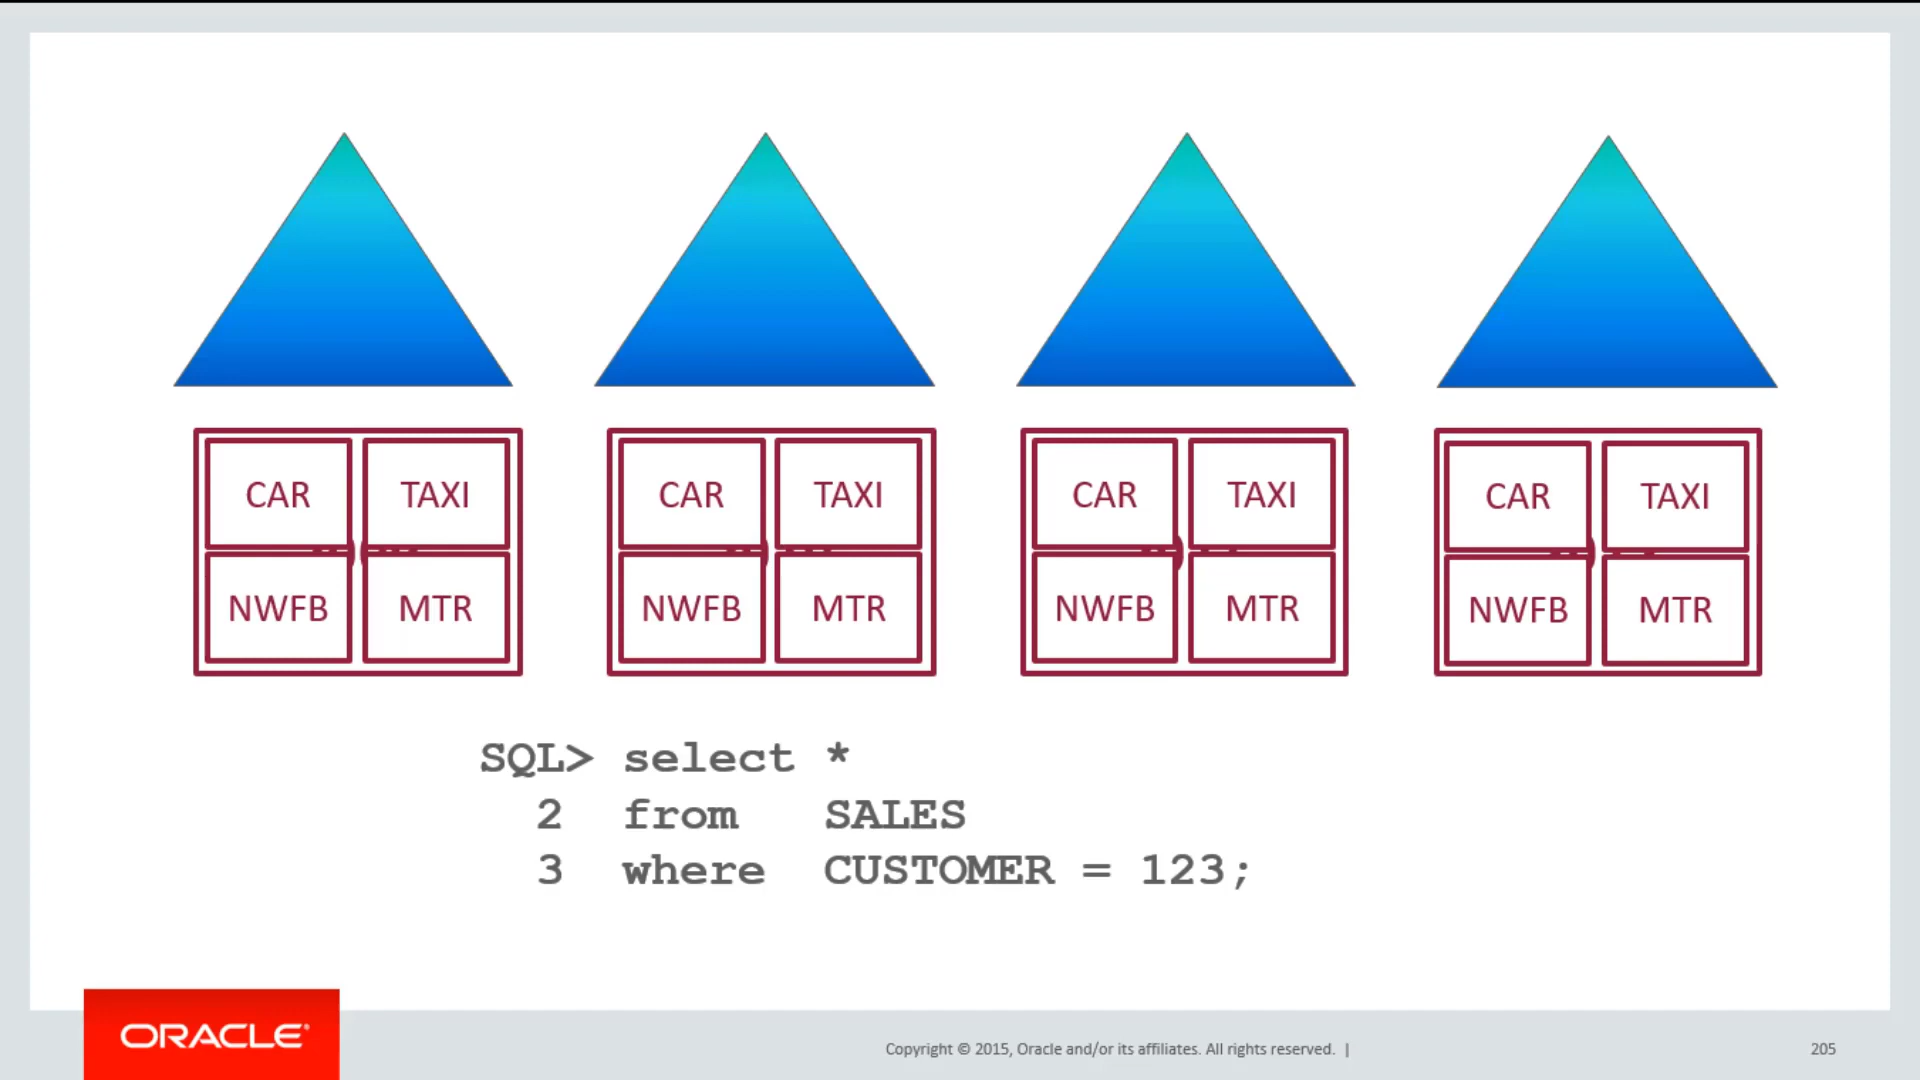 CAR TAXI CAR TAXI CAR TAXI CAR TAXI
NWFB MTR NWFB MTR NWFB MTR NWFB MTR
SQL> select *
2 from SALES
3 where CUSTOMER = 123;
ORACLE
Copyright © 2015, Oracle and/or its affiliates. All rights reserved. |
205